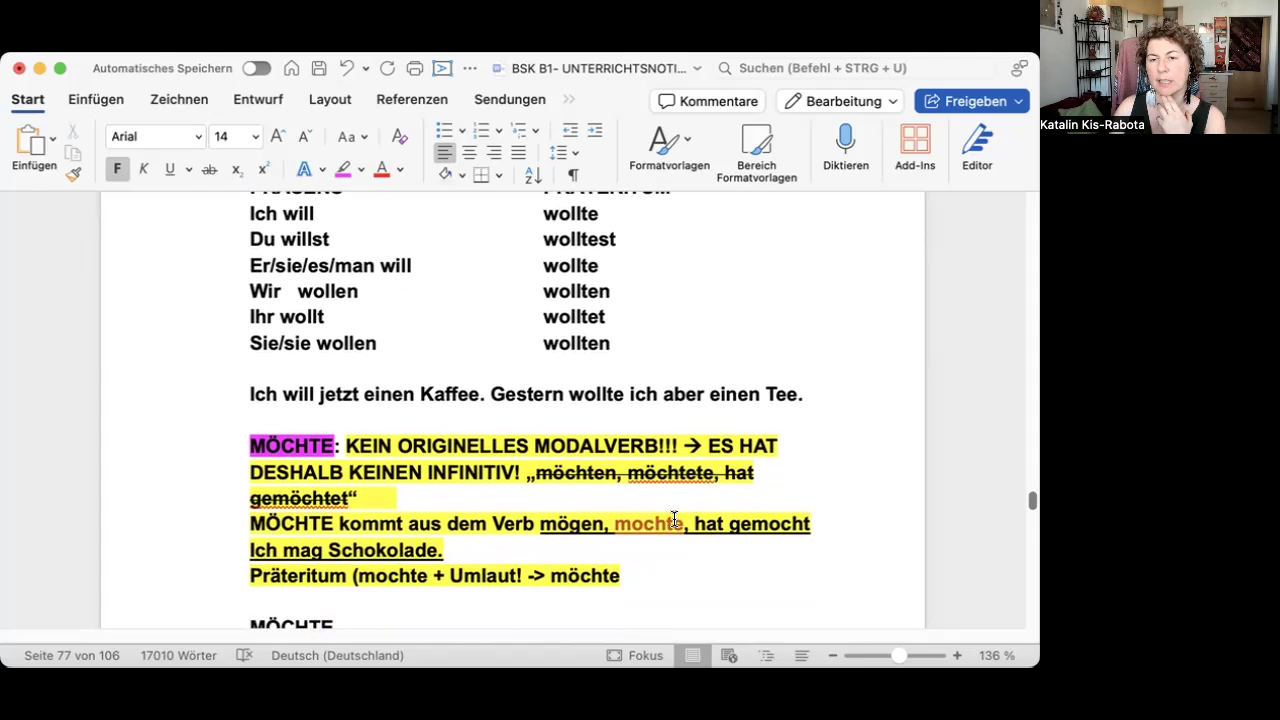 Automatisches Speichern
BSK B1- UNTERRICHTSNOTI...
Suchen (Befehl + STRG + U)
Katalin Kis-Rabota
Start Einfügen Zeichnen Entwurf Layout Referenzen Sendungen
Kommentare Bearbeitung Freigeben
Einfügen
Arial 14
Aa
F K U ab x₂ x² A A
Formatvorlagen
Bereich
Formatvorlagen
Diktieren
Add-Ins
Editor
Ich will wollte
Du willst wolltest
Er/sie/es/man will wollte
Wir wollen wollten
Ihr wollt wolltet
Sie/sie wollen wollten
Ich will jetzt einen Kaffee. Gestern wollte ich aber einen Tee.
MÖCHTE: KEIN ORIGINELLES MODALVERB!!! → ES HAT
DESHALB KEINEN INFINITIV! „möchten, möchtete, hat
gemöchtet“
MÖCHTE kommt aus dem Verb mögen, mochte, hat gemocht
Ich mag Schokolade.
Präteritum (mochte + Umlaut! -> möchte
MÖCHTE
Seite 77 von 106 17010 Wörter Deutsch (Deutschland) Fokus 136 %